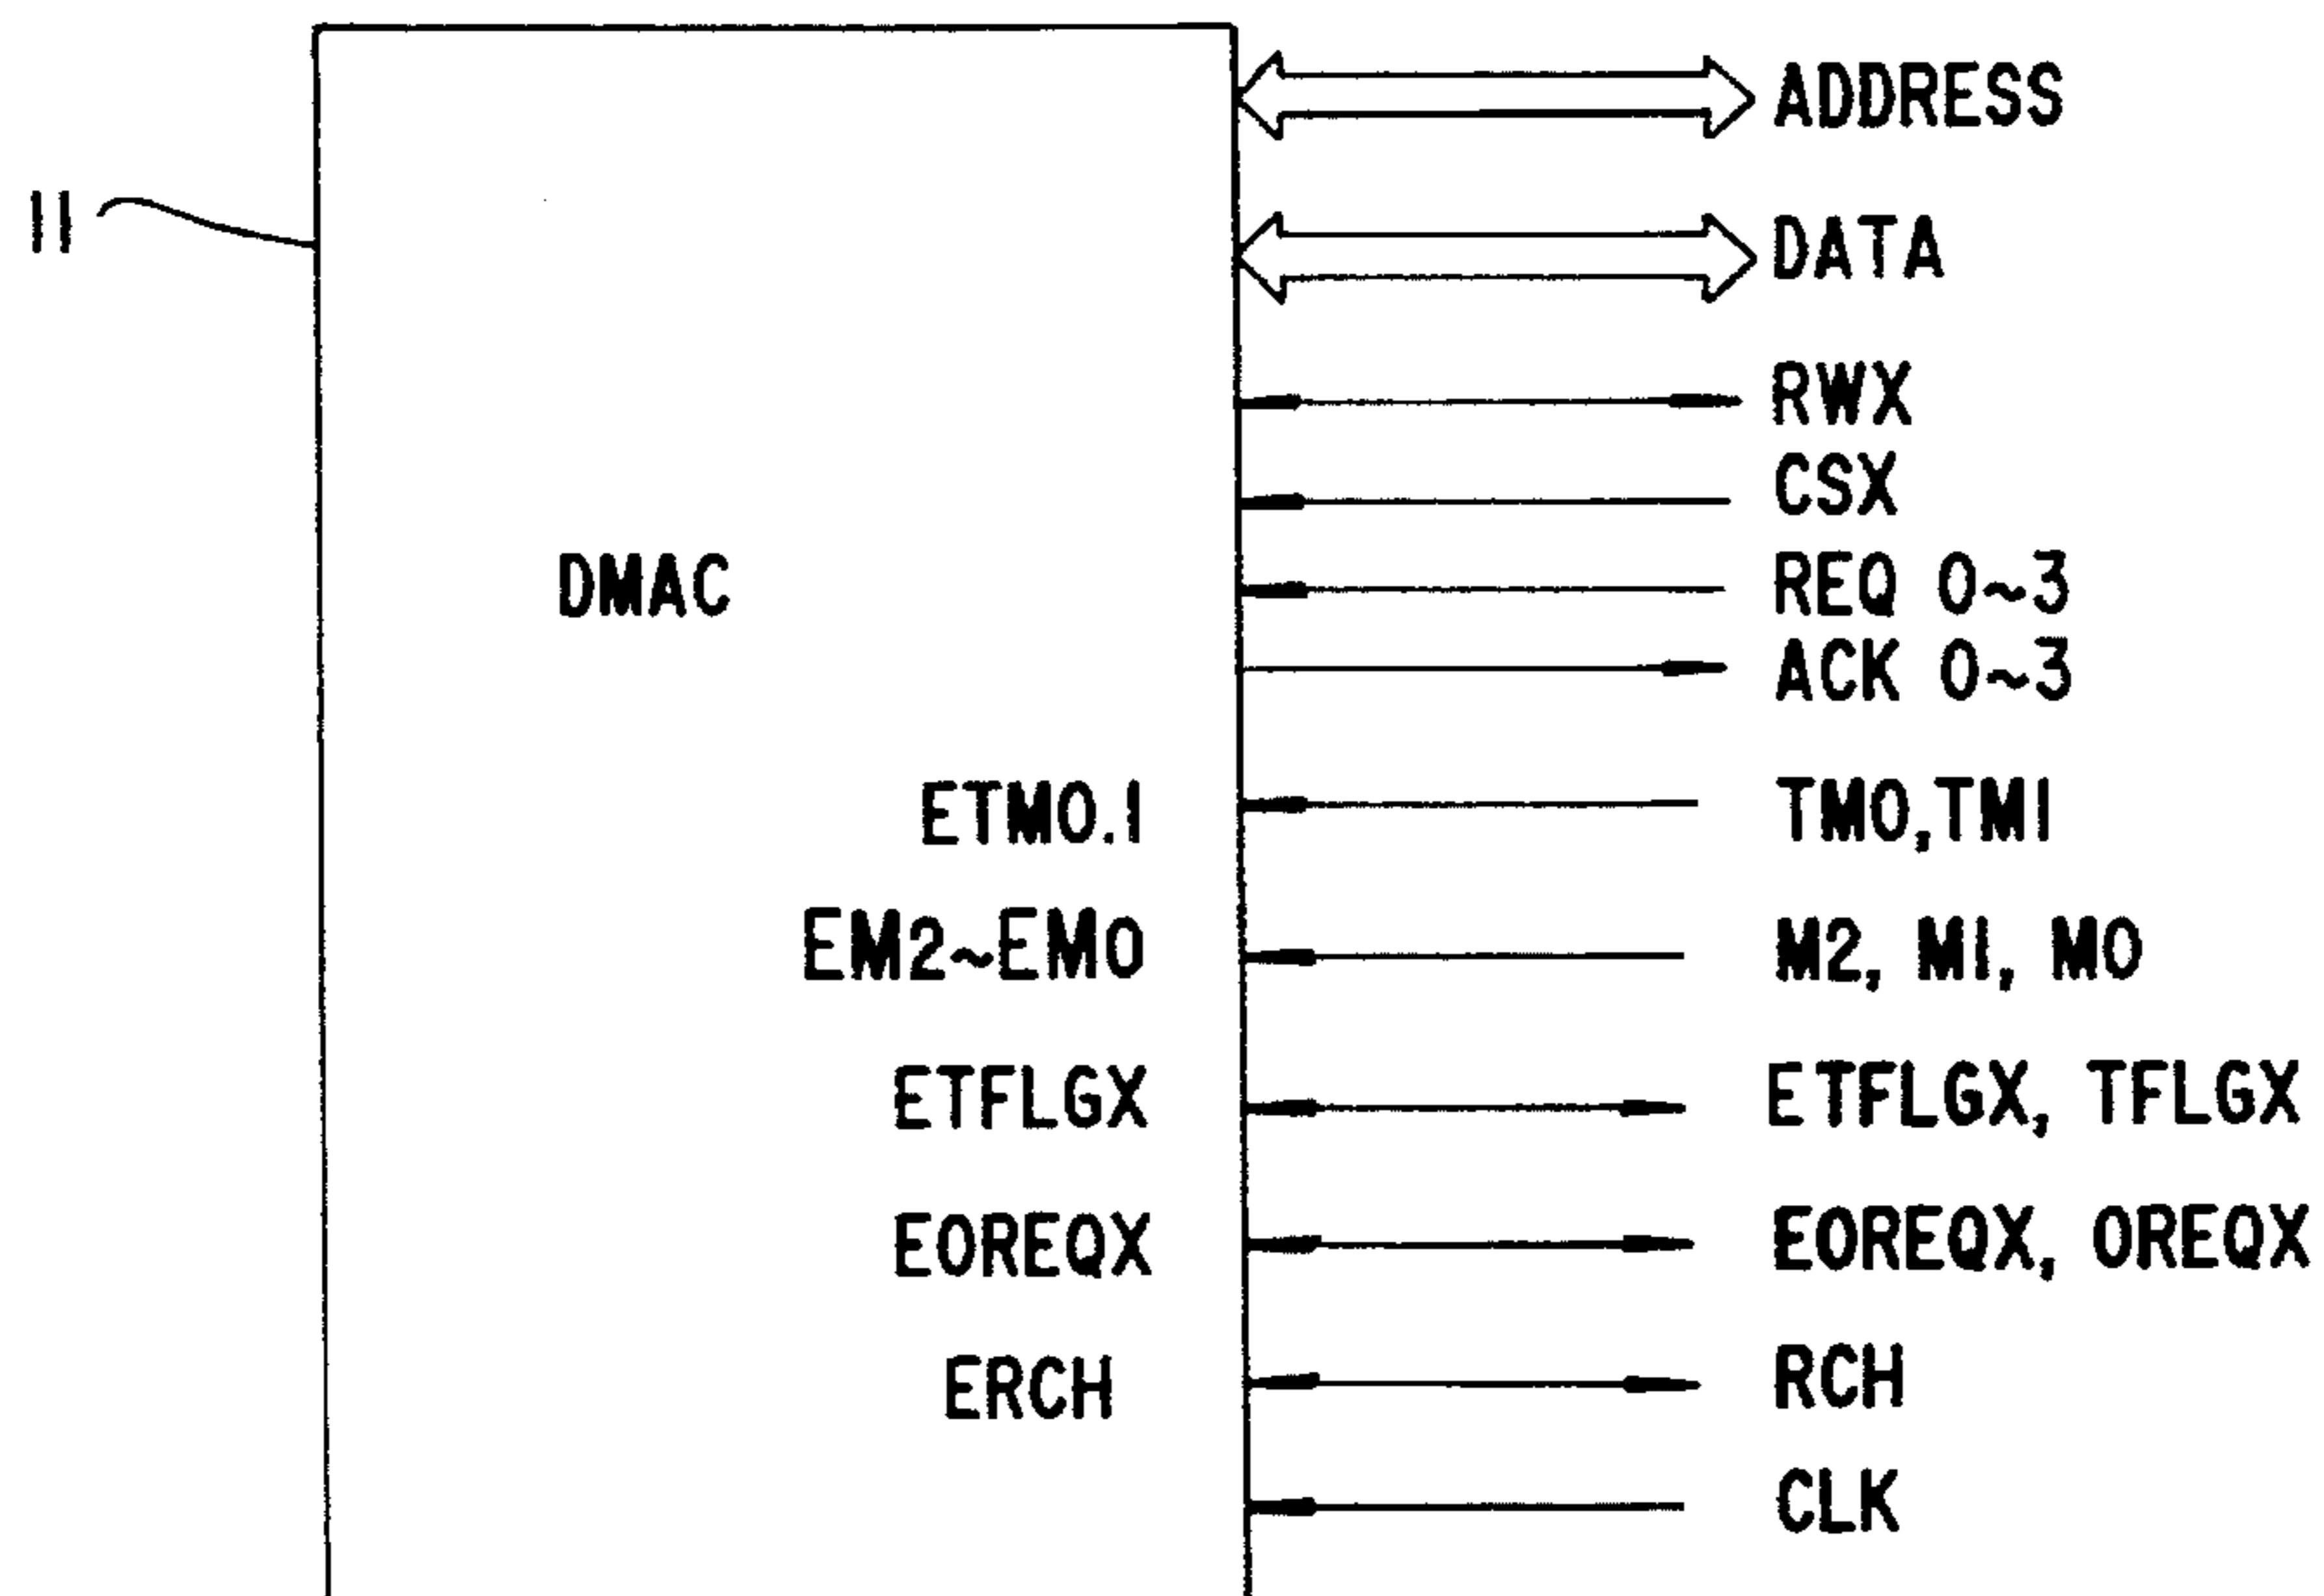 ADDRESS
11
DATA
RWX
CSX
DMAC
REQ 0~3
ACK 0~3
ETM0.1
TM0,TM1
EM2~EM0
M2, M1, M0
ETFLGX
ETFLGX, TFLGX
EOREQX
EOREQX, OREQX
ERCH
RCH
CLK